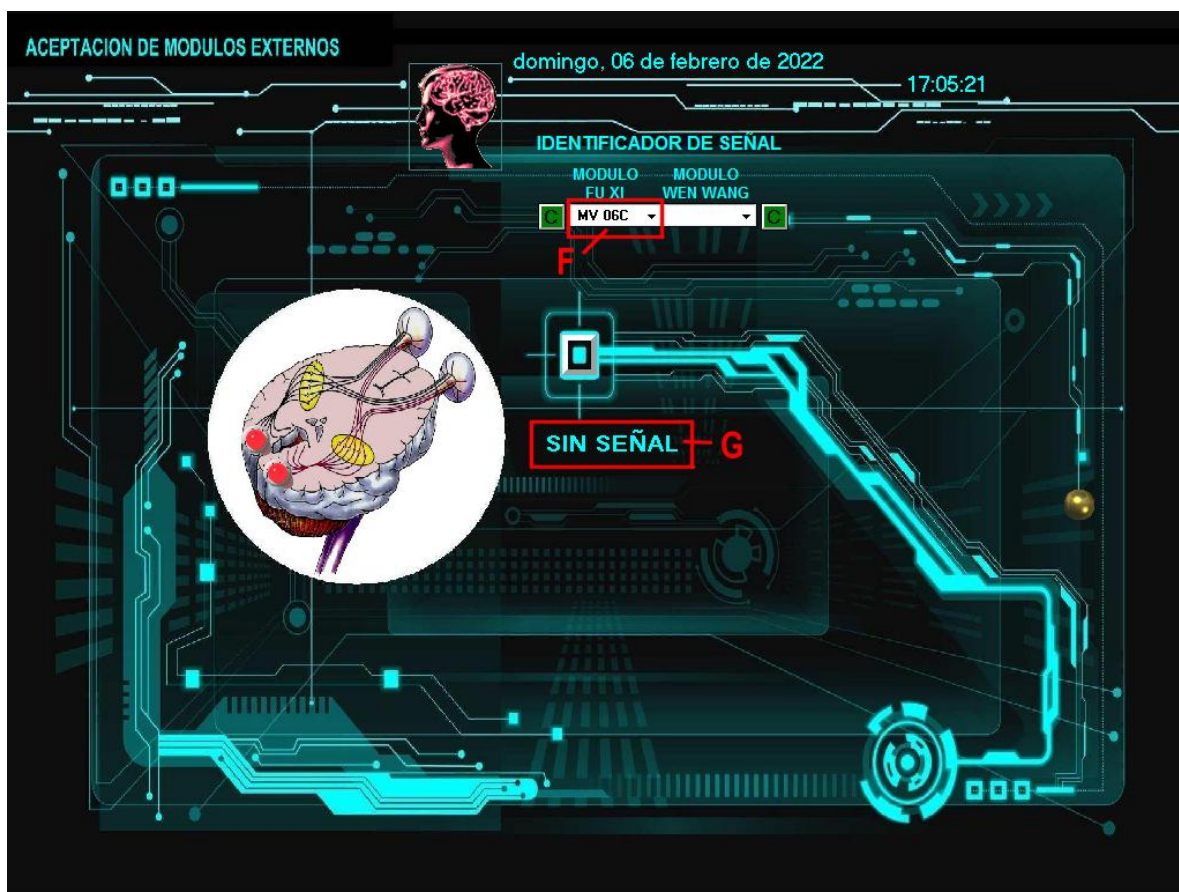 ACEPTACION DE MODULOS EXTERNOS
domingo, 06 de febrero de 2022
17:05:21
IDENTIFICADOR DE SEÑAL
MODULO FU XI
MODULO WEN WANG
C MV 06C C
F
SIN SEÑAL G